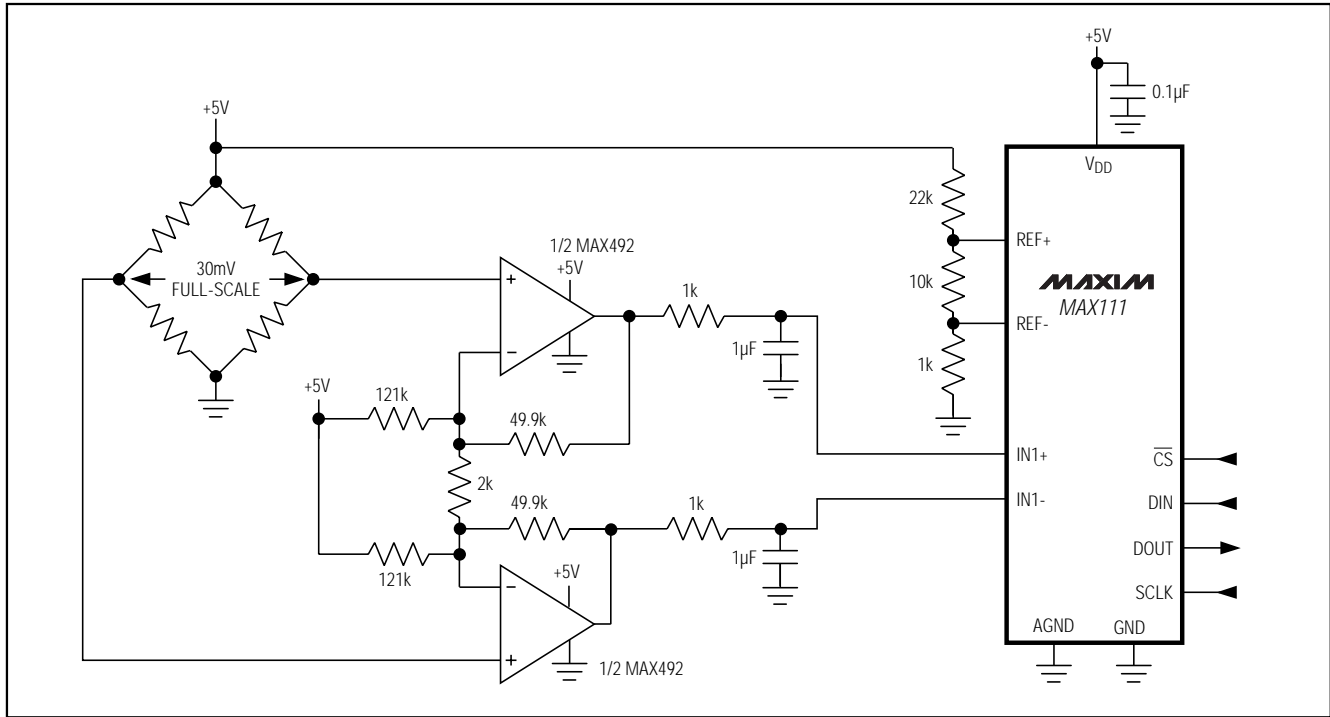 +5V
0.1µF
+5V
VDD
22k
1/2 MAX492
+5V
REF+
30mV
FULL-SCALE
+
1k
10k
MAXIM
MAX111
REF-
−
1µF
1k
+5V
121k
49.9k
IN1+
CS
2k
49.9k
1k
IN1-
DIN
121k
+5V
1µF
DOUT
−
SCLK
AGND
GND
+
1/2 MAX492